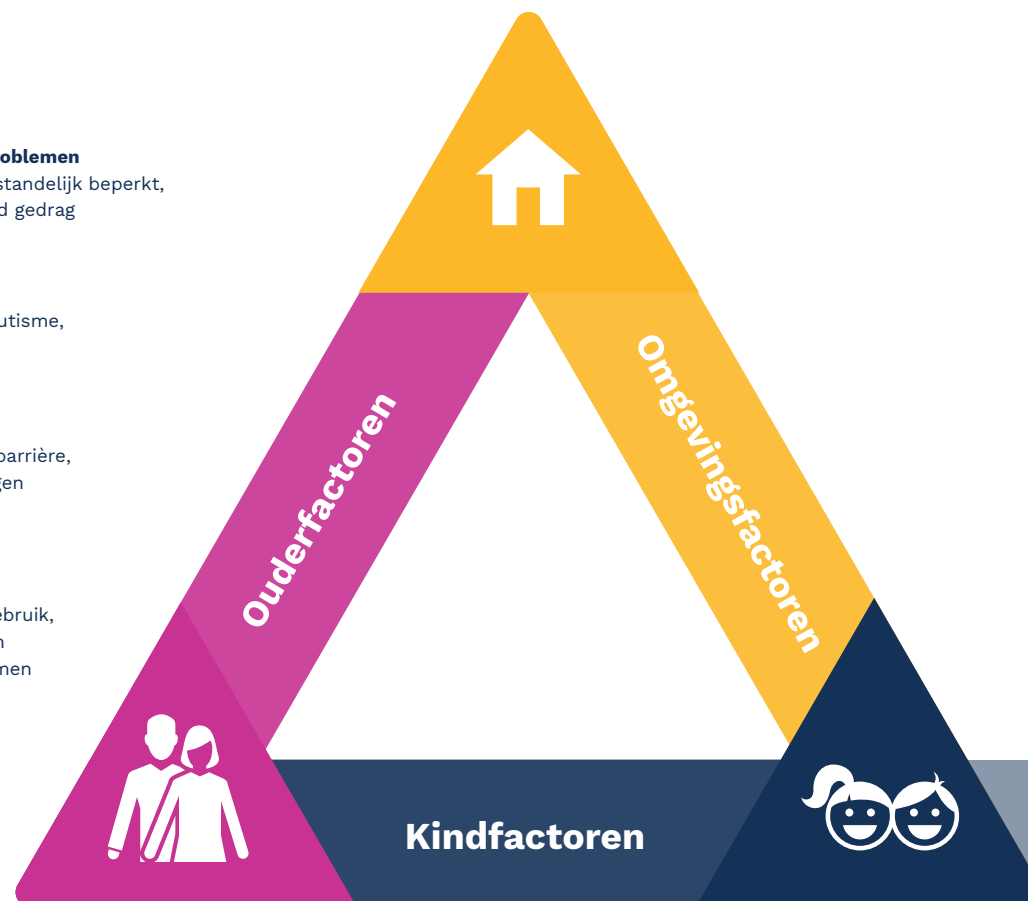 oblemen
standelijk beperkt,
d gedrag
utisme,
barrière,
gen
ebruik,
n
men
Ouderfactoren
Omgevingsfactoren
Kindfactoren